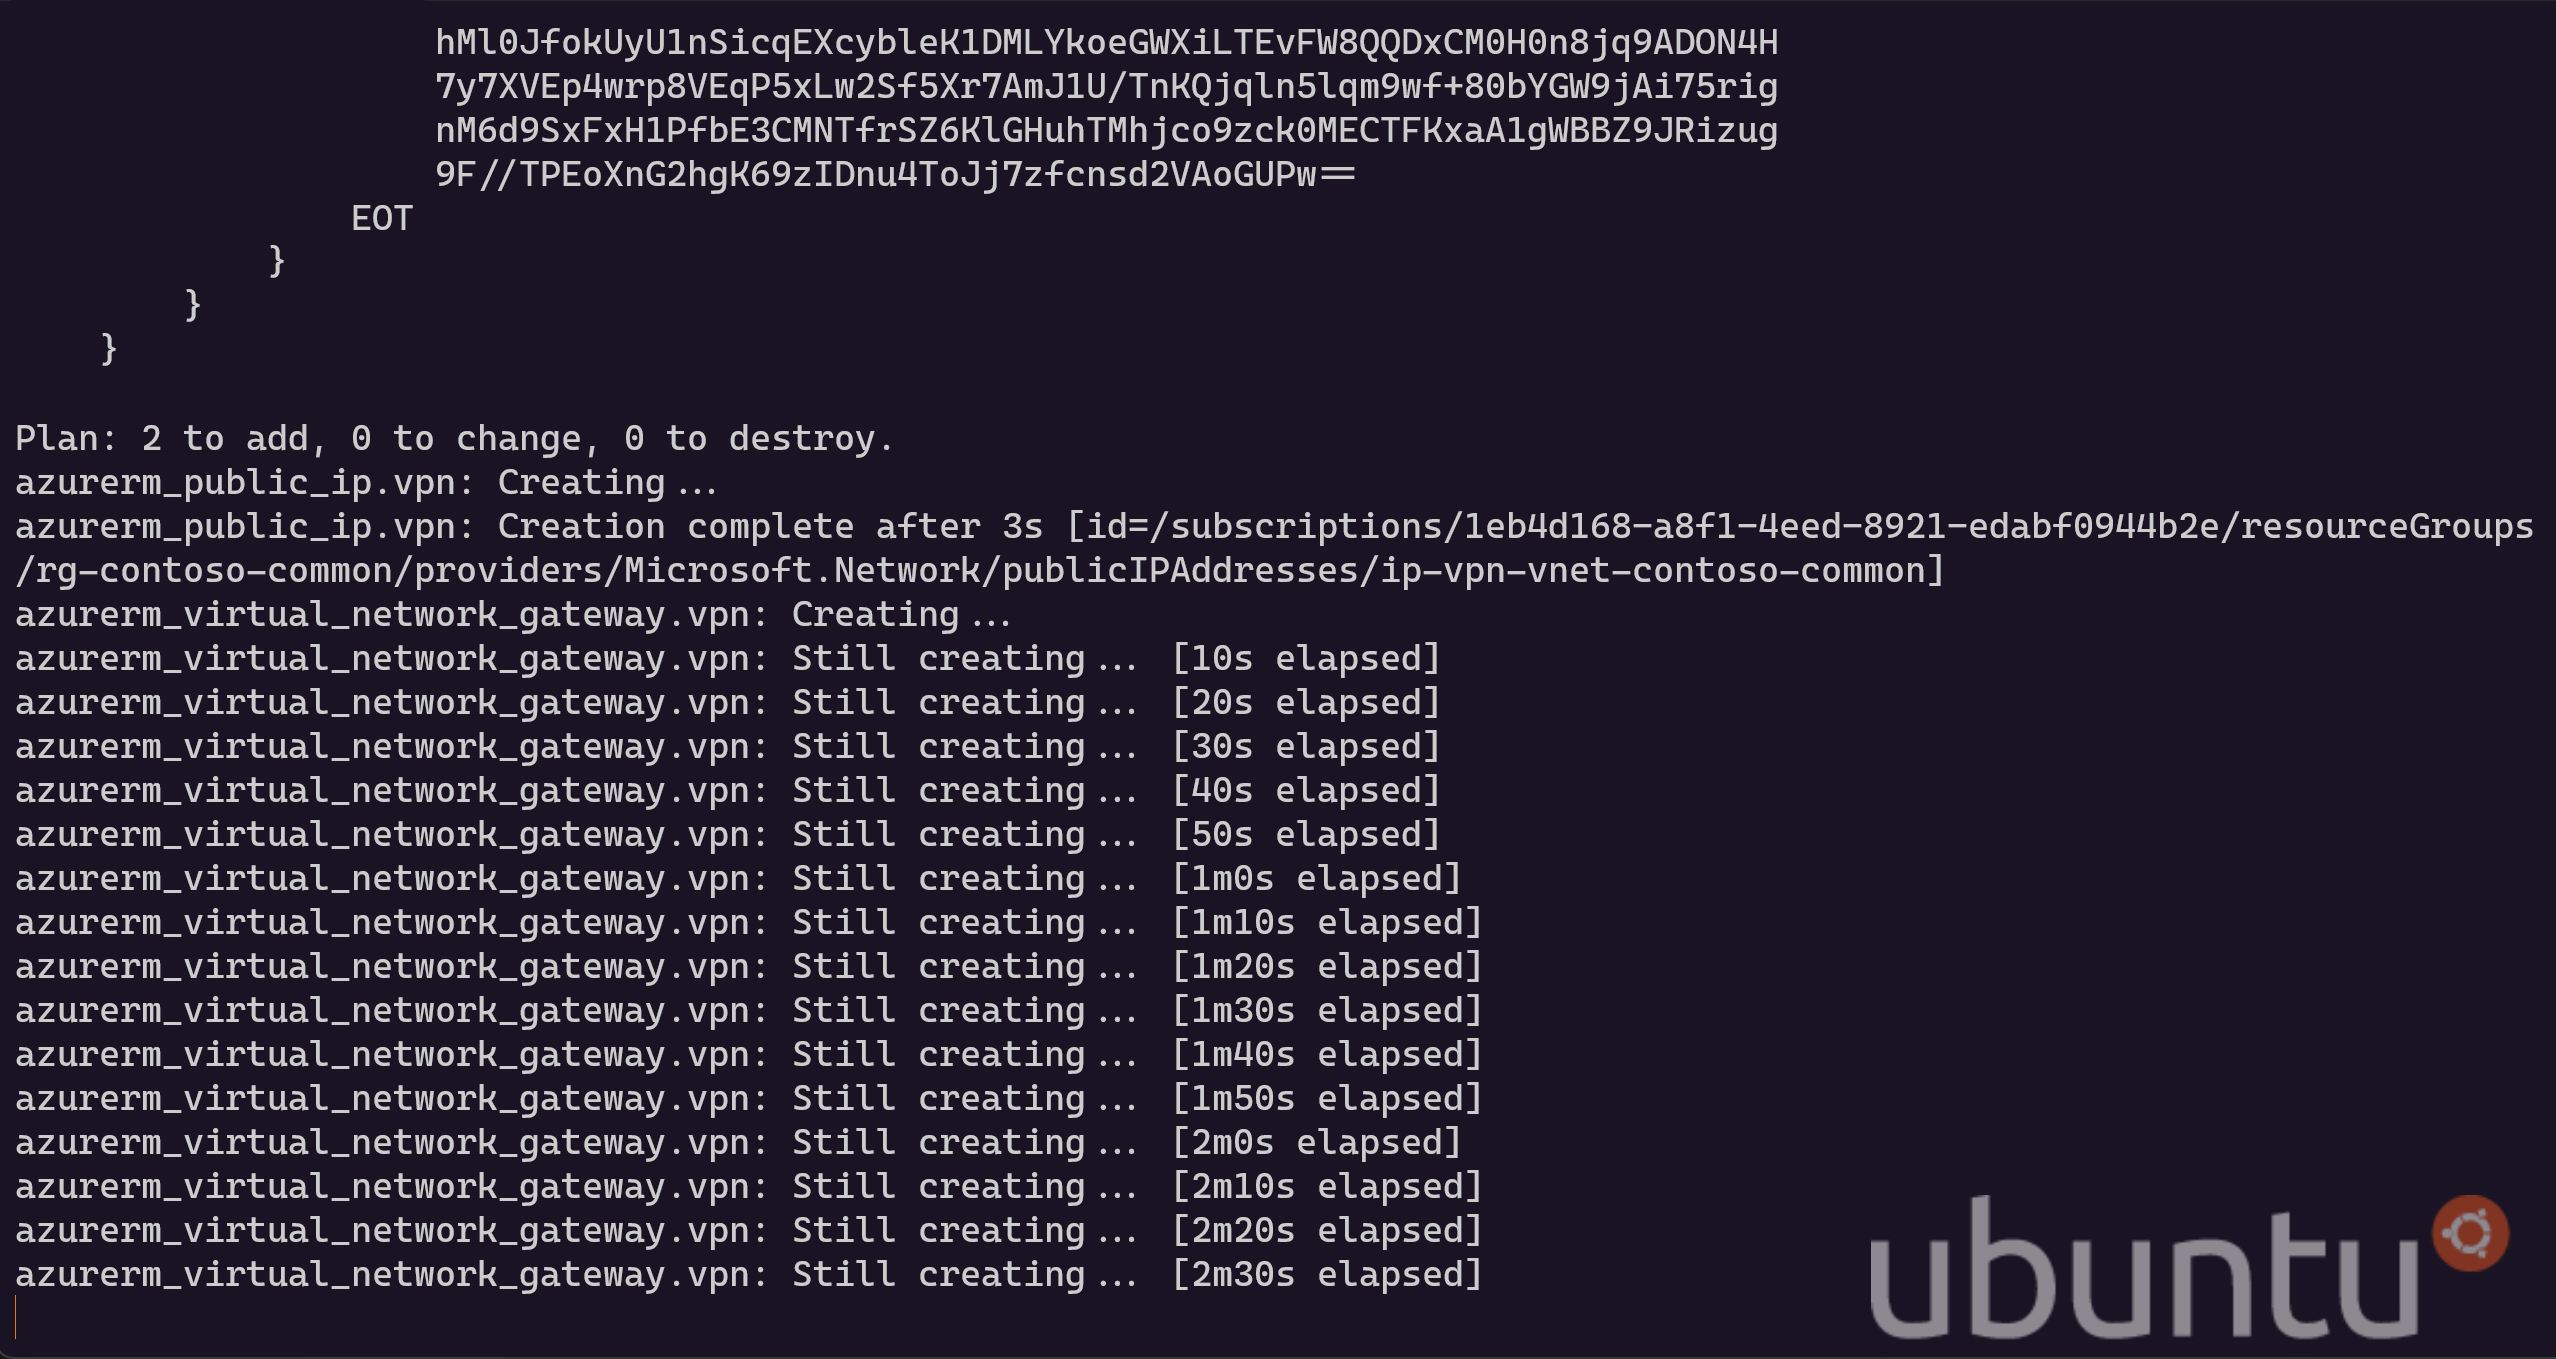 hMl0JfokUyU1nSicqEXcybleK1DMLYkoeGWXiLTEvFW8QQDxCM0H0n8jq9ADON4H
7y7XVEp4wrp8VEqP5xLw2Sf5Xr7AmJ1U/TnKQjqln5lqm9wf+80bYGW9jAi75rig
nM6d9SxFxH1PfbE3CMNTfrSZ6KlGHuhTMhjco9zck0MECTFKxaA1gWBBZ9JRizug
9F//TPEoXnG2hgK69zIDnu4ToJj7zfcnsd2VAoGUPw==
EOT
}
}
}
Plan: 2 to add, 0 to change, 0 to destroy.
azurerm_public_ip.vpn: Creating...
azurerm_public_ip.vpn: Creation complete after 3s [id=/subscriptions/1eb4d168-a8f1-4eed-8921-edabf0944b2e/resourceGroups
/rg-contoso-common/providers/Microsoft.Network/publicIPAddresses/ip-vpn-vnet-contoso-common]
azurerm_virtual_network_gateway.vpn: Creating...
azurerm_virtual_network_gateway.vpn: Still creating... [10s elapsed]
azurerm_virtual_network_gateway.vpn: Still creating... [20s elapsed]
azurerm_virtual_network_gateway.vpn: Still creating... [30s elapsed]
azurerm_virtual_network_gateway.vpn: Still creating... [40s elapsed]
azurerm_virtual_network_gateway.vpn: Still creating... [50s elapsed]
azurerm_virtual_network_gateway.vpn: Still creating... [1m0s elapsed]
azurerm_virtual_network_gateway.vpn: Still creating... [1m10s elapsed]
azurerm_virtual_network_gateway.vpn: Still creating... [1m20s elapsed]
azurerm_virtual_network_gateway.vpn: Still creating... [1m30s elapsed]
azurerm_virtual_network_gateway.vpn: Still creating... [1m40s elapsed]
azurerm_virtual_network_gateway.vpn: Still creating... [1m50s elapsed]
azurerm_virtual_network_gateway.vpn: Still creating... [2m0s elapsed]
azurerm_virtual_network_gateway.vpn: Still creating... [2m10s elapsed]
azurerm_virtual_network_gateway.vpn: Still creating... [2m20s elapsed]
azurerm_virtual_network_gateway.vpn: Still creating... [2m30s elapsed]
ubuntu